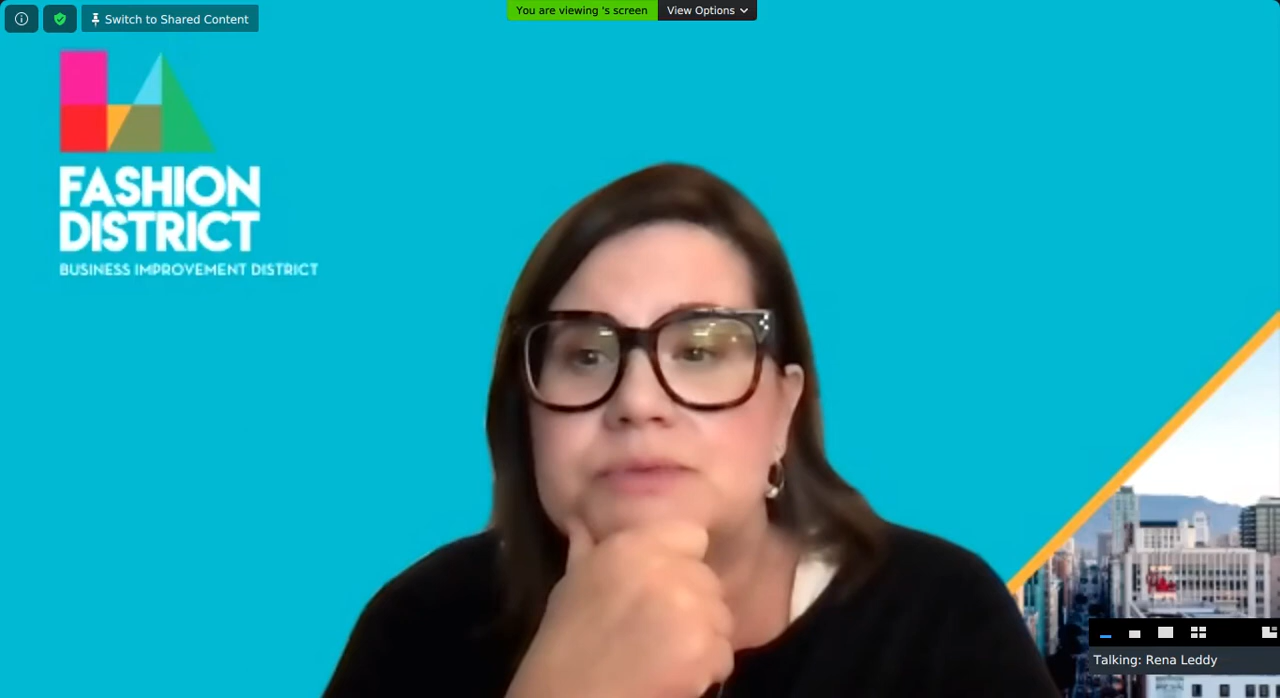 Switch to Shared Content
You are viewing 's screen
View Options
FASHION
DISTRICT
BUSINESS IMPROVEMENT DISTRICT
Talking: Rena Leddy